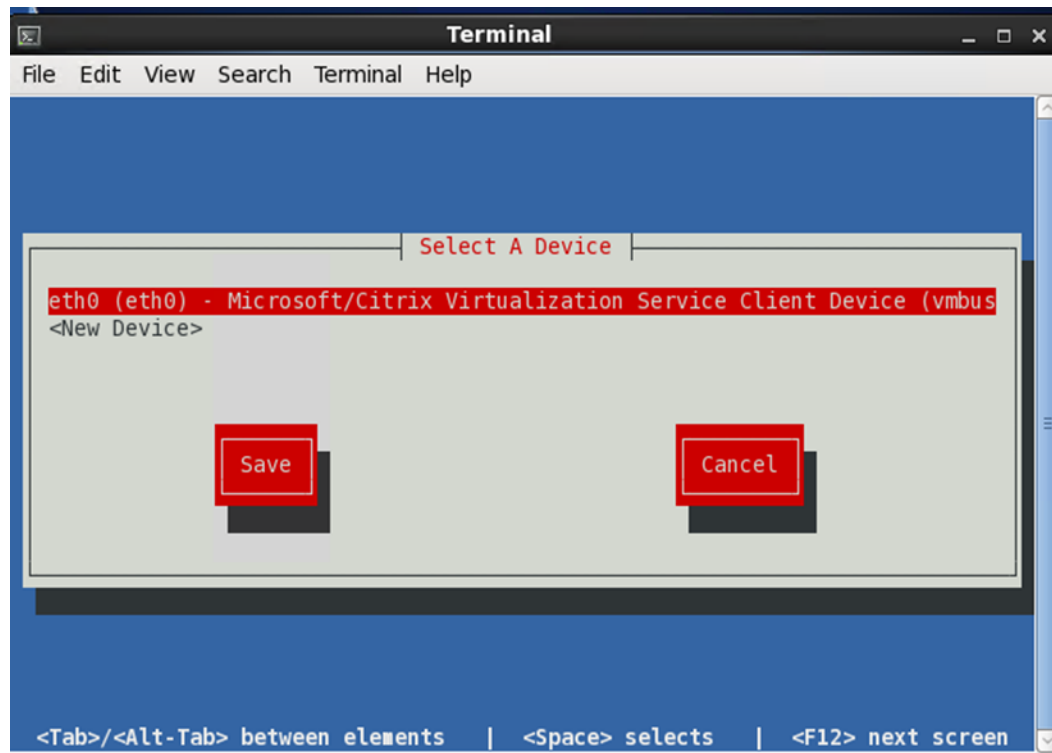 Terminal
File Edit View Search Terminal Help
Select A Device
eth0 (eth0) - Microsoft/Citrix Virtualization Service Client Device (vmbus
<New Device>
Save Cancel
<Tab>/<Alt-Tab> between elements | <Space> selects | <F12> next screen